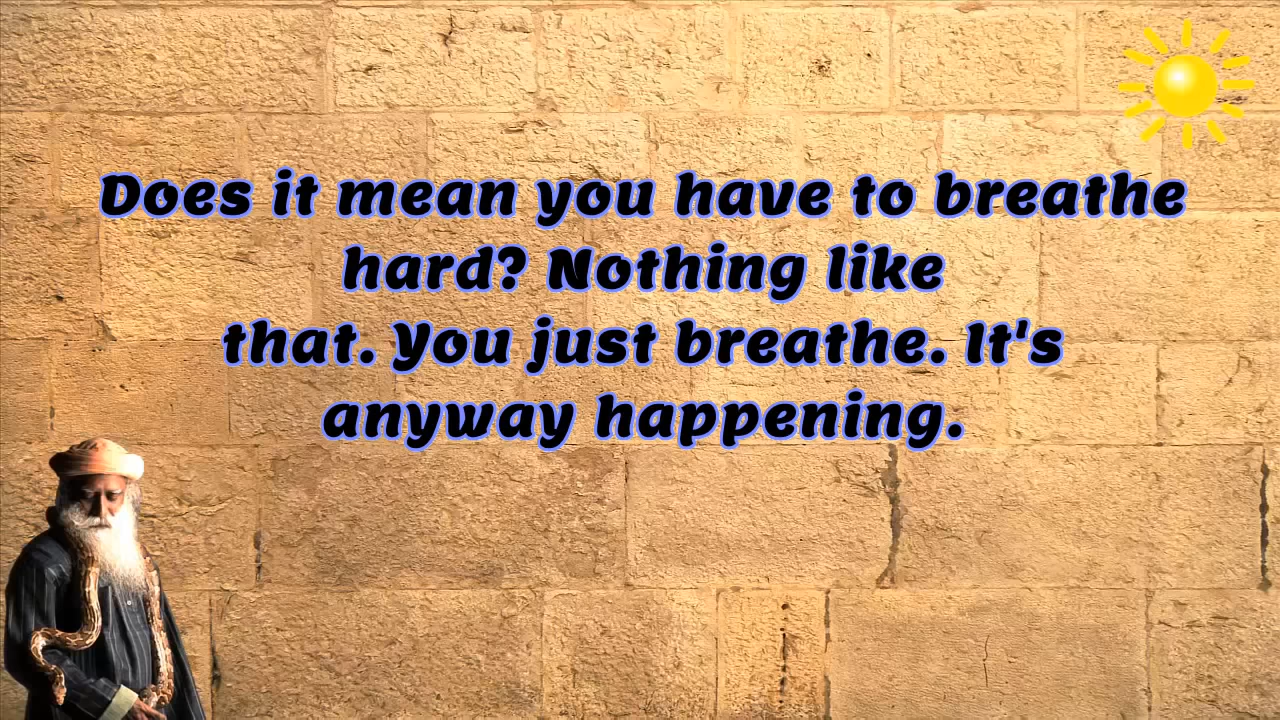 Does it mean you have to breathe
hard? Nothing like
that. You just breathe. It's
anyway happening.